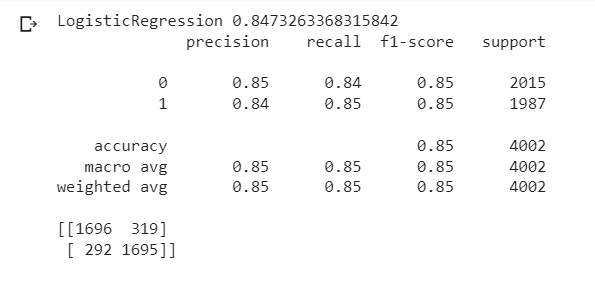 LogisticRegression 0.8473263368315842
precision recall f1-score support
0 0.85 0.84 0.85 2015
1 0.84 0.85 0.85 1987
accuracy 0.85 4002
macro avg 0.85 0.85 0.85 4002
weighted avg 0.85 0.85 0.85 4002
[[1696 319]
[ 292 1695]]